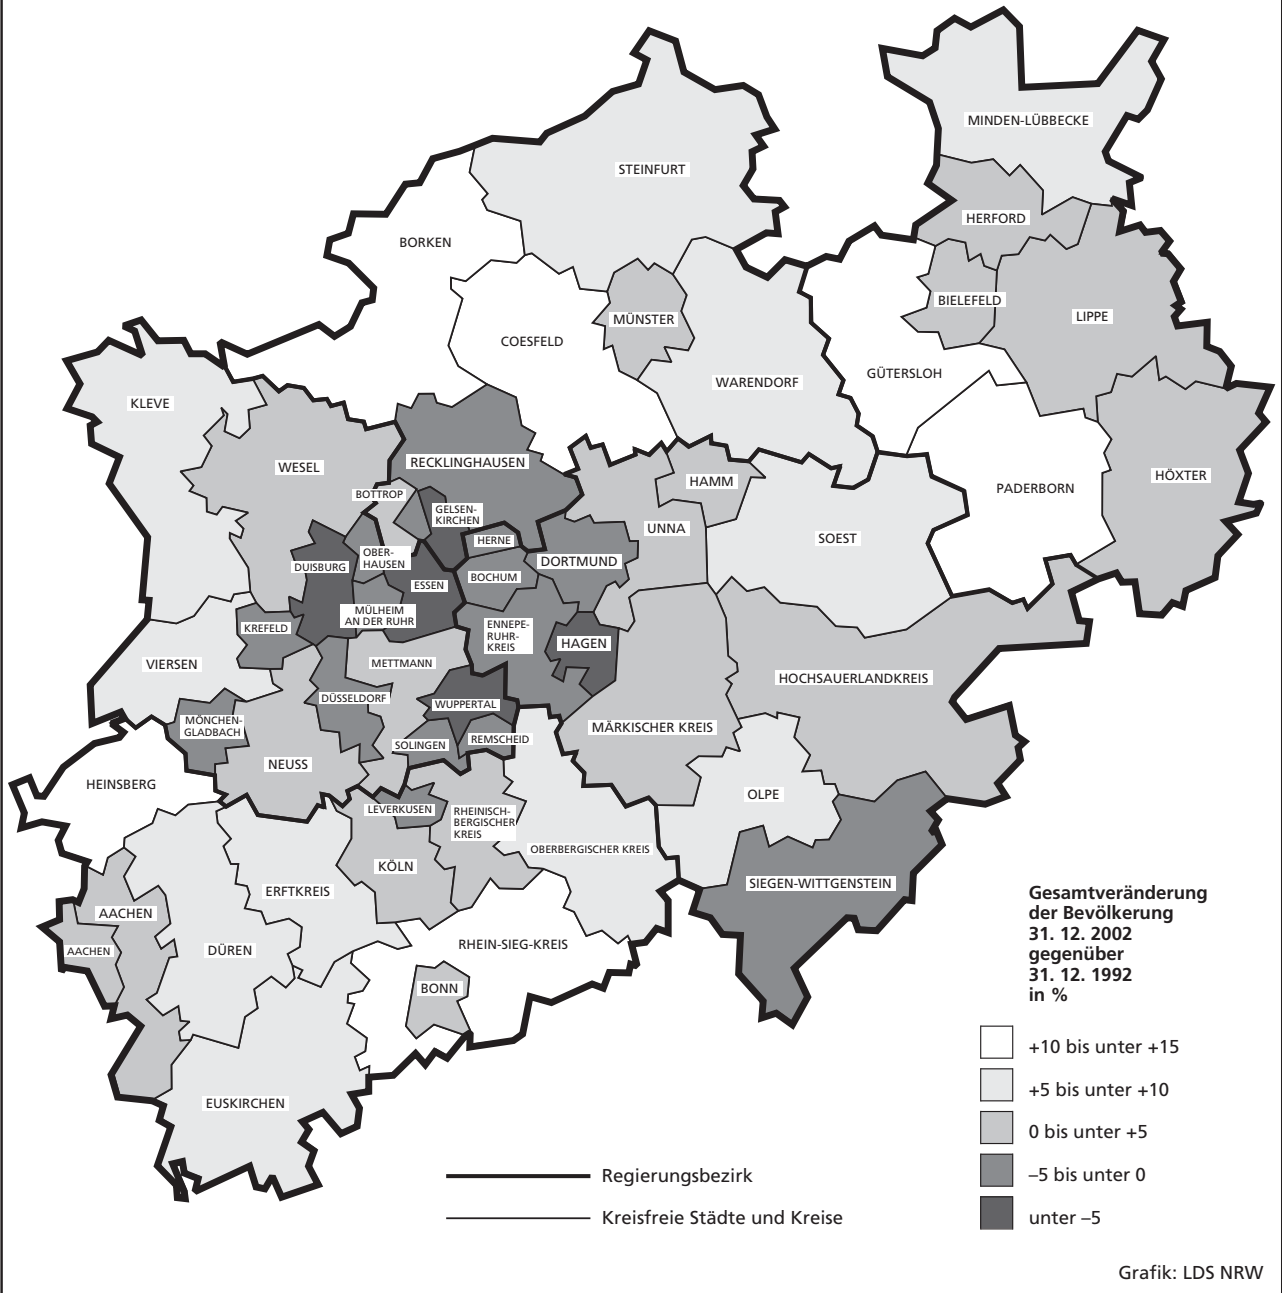 MINDEN-LÜBBECKE
STEINFURT
HERFORD
BORKEN
BIELEFELD
MÜNSTER
LIPPE
COESFELD
GÜTERSLOH
WARENDORF
KLEVE
RECKLINGHAUSEN
WESEL
HÖXTER
HAMM
PADERBORN
BOTTROP
GELSEN-
KIRCHEN
UNNA
SOEST
HERNE
OBER-
HAUSEN
DORTMUND
DUISBURG
BOCHUM
ESSEN
MÜLHEIM
AN DER RUHR
KREFELD
ENNEPE-
RUHR-
KREIS
HAGEN
VIERSEN
METTMANN
HOCHSAUERLANDKREIS
DÜSSELDORF
WUPPERTAL
MÖNCHEN-
GLADBACH
MÄRKISCHER KREIS
REMSCHEID
SOLINGEN
NEUSS
HEINSBERG
OLPE
LEVERKUSEN
RHEINISCH-
BERGISCHER
KREIS
OBERBERGISCHER KREIS
KÖLN
SIEGEN-WITTGENSTEIN
ERFTKREIS
AACHEN
RHEIN-SIEG-KREIS
AACHEN
DÜREN
BONN
EUSKIRCHEN
Gesamtveränderung
der Bevölkerung
31. 12. 2002
gegenüber
31. 12. 1992
in %
+10 bis unter +15
+5 bis unter +10
0 bis unter +5
–5 bis unter 0
unter –5
Regierungsbezirk
Kreisfreie Städte und Kreise
Grafik: LDS NRW